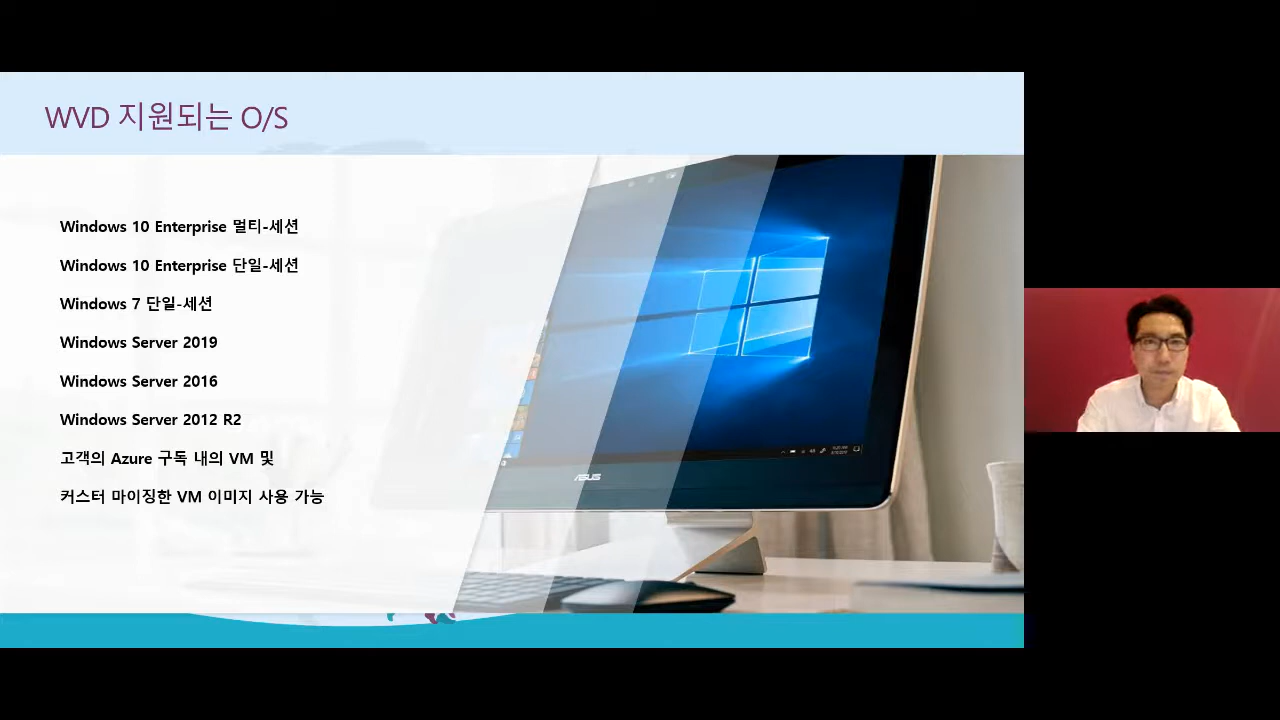 WVD 지원되는 O/S
Windows 10 Enterprise 멀티-세션
Windows 10 Enterprise 단일-세션
Windows 7 단일-세션
Windows Server 2019
Windows Server 2016
Windows Server 2012 R2
고객의 Azure 구독 내의 VM 및
커스터 마이징한 VM 이미지 사용 가능
ASUS